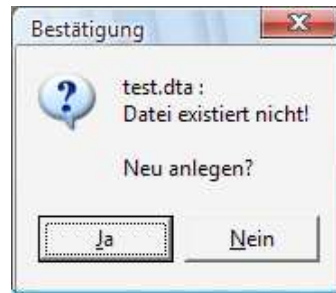 Bestätigung
test.dta :
Datei existiert nicht!
Neu anlegen?
Ja
Nein